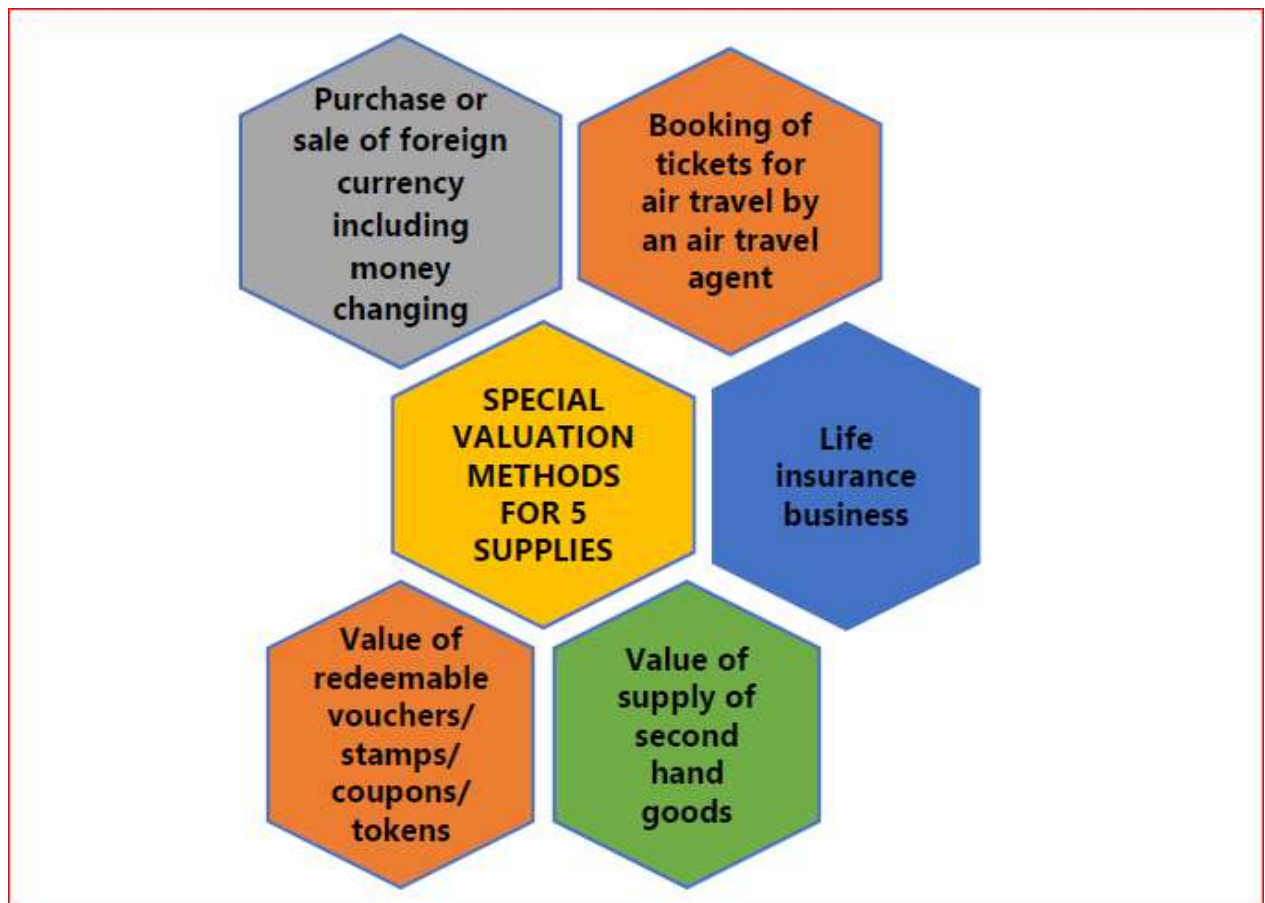 Purchase or
sale of foreign
currency
including
money
changing
Booking of
tickets for
air travel by
an air travel
agent
SPECIAL
VALUATION
METHODS
FOR 5
SUPPLIES
Life
insurance
business
Value of
redeemable
vouchers/
stamps/
coupons/
tokens
Value of
supply of
second
hand
goods